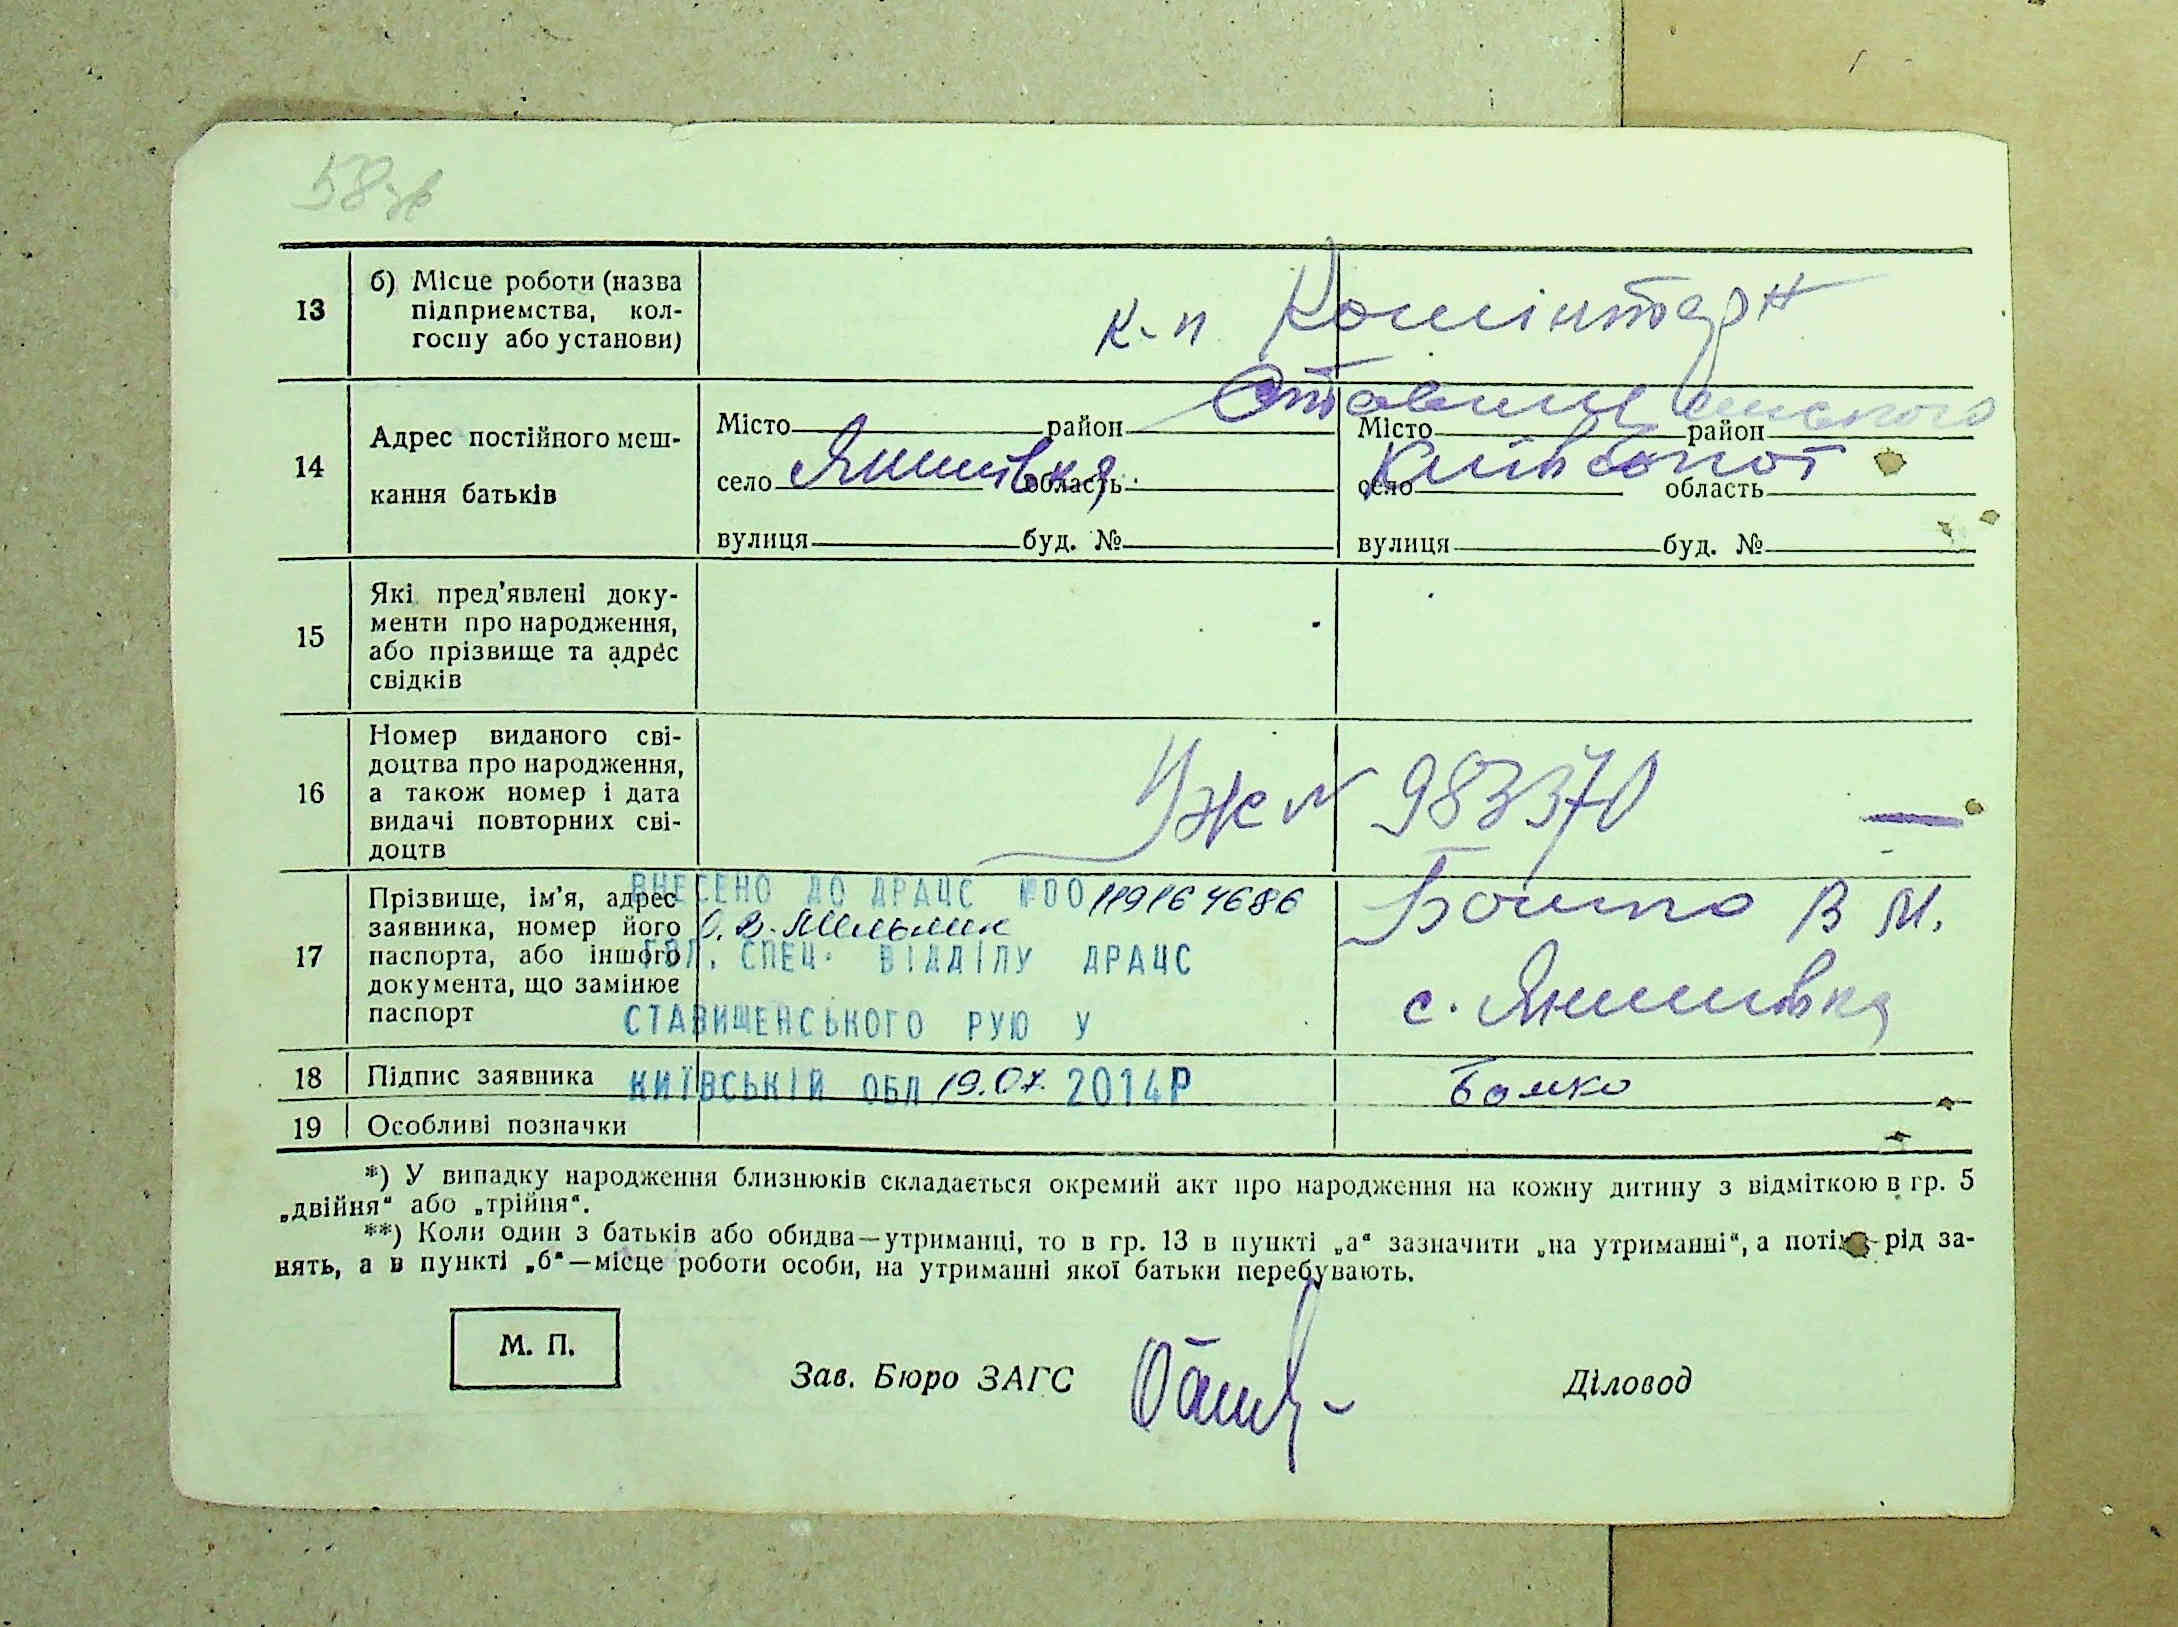 58зв
13 б) Місце роботи (назва
підприємства, кол-
госпу або установи)
к-п Комінтерн
14 Адрес постійного меш-
кання батьків
Ставищенського
Місто район Місто район
Янишівка Київської
село область село область
вулиця буд. № вулиця буд. №
15 Які пред'явлені доку-
менти про народження,
або прізвище та адрес
свідків
16 Номер виданого сві-
доцтва про народження,
а також номер і дата
видачі повторних сві-
доцтв
УЖ № 983370 —
17 Прізвище, ім'я, адрес
заявника, номер його
паспорта, або іншого
документа, що замінює
паспорт
ВНЕСЕНО ДО ДРАЦС №00119164686
О. В. Мельник
ГОЛ. СПЕЦ. ВІДДІЛУ ДРАЦС
СТАВИЩЕНСЬКОГО РУЮ У
КИЇВСЬКІЙ ОБЛ 19.07. 2014Р
Бойко В М.
с. Янишівка
18 Підпис заявника
Бойко
19 Особливі позначки
*) У випадку народження близнюків складається окремий акт про народження на кожну дитину з відміткою в гр. 5
„двійня“ або „трійня“.
**) Коли один з батьків або обидва—утриманці, то в гр. 13 в пункті „а“ зазначити „на утриманні“, а потім рід за-
нять, а в пункті „б“—місце роботи особи, на утриманні якої батьки перебувають.
М. П.
Зав. Бюро ЗАГС Діловод